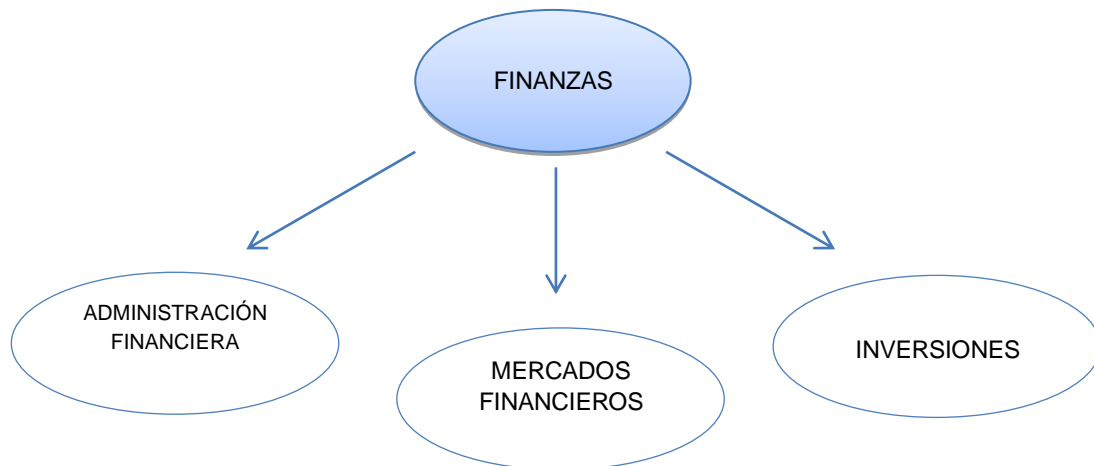 FINANZAS
ADMINISTRACIÓN
FINANCIERA
MERCADOS
FINANCIEROS
INVERSIONES